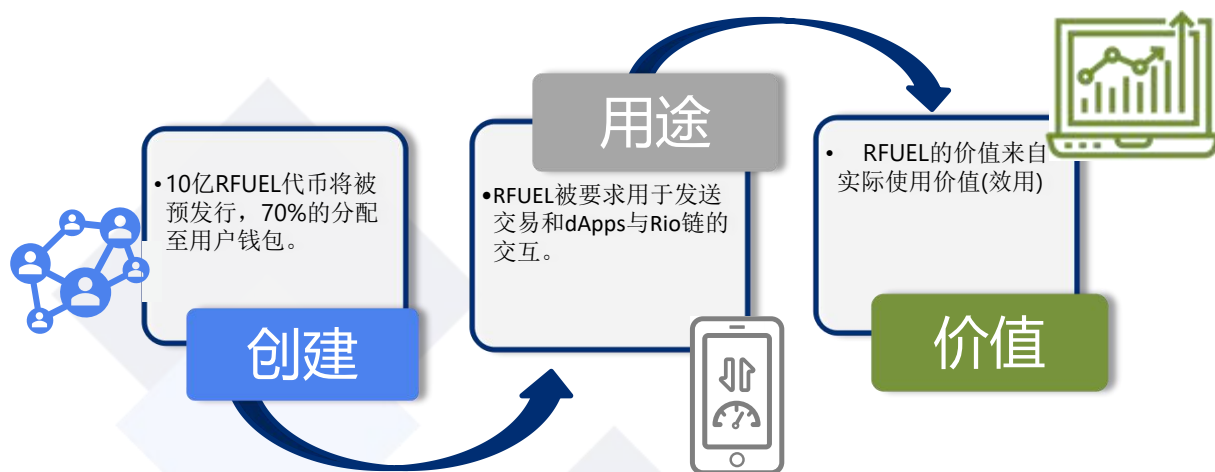 •10亿RFUEL代币将被
预发行，70%的分配
至用户钱包。
创建
用途
•RFUEL被要求用于发送
交易和dApps与Rio链的
交互。
• RFUEL的价值来自
实际使用价值(效用)
价值